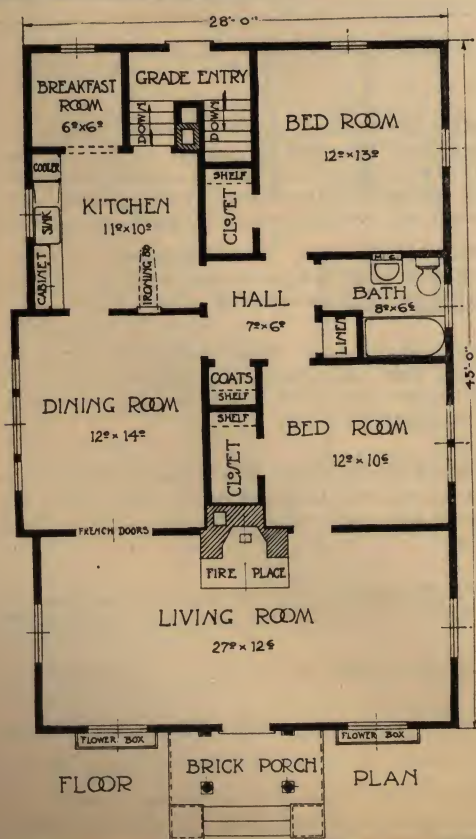 28'-0"
BREAKFAST
ROOM
6⁰×6⁰
GRADE ENTRY
DOWN
DOWN
BED ROOM
12⁰×13⁰
COOLER
SINK
CABINET
KITCHEN
11⁰×10⁰
IRONING BD
SHELF
CLOSET
HALL
7⁰×6⁰
M.C.
BATH
8⁰×6⁶
LINEN
45'-0"
DINING ROOM
12⁰×14⁰
COATS
SHELF
SHELF
CLOSET
BED ROOM
12⁰×10⁶
FRENCH DOORS
FIRE PLACE
LIVING ROOM
27⁰×12⁶
FLOWER BOX
FLOWER BOX
BRICK PORCH
FLOOR PLAN